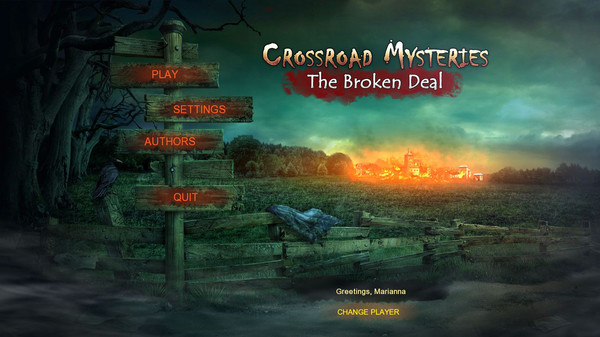 Crossroad Mysteries
The Broken Deal
PLAY
SETTINGS
AUTHORS
QUIT
Greetings, Marianna
CHANGE PLAYER